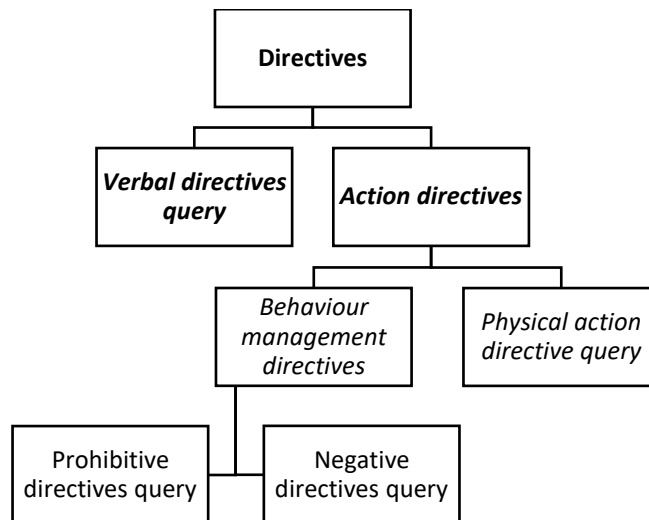 Directives
Verbal directives
query
Action directives
Behaviour
management
directives
Physical action
directive query
Prohibitive
directives query
Negative
directives query